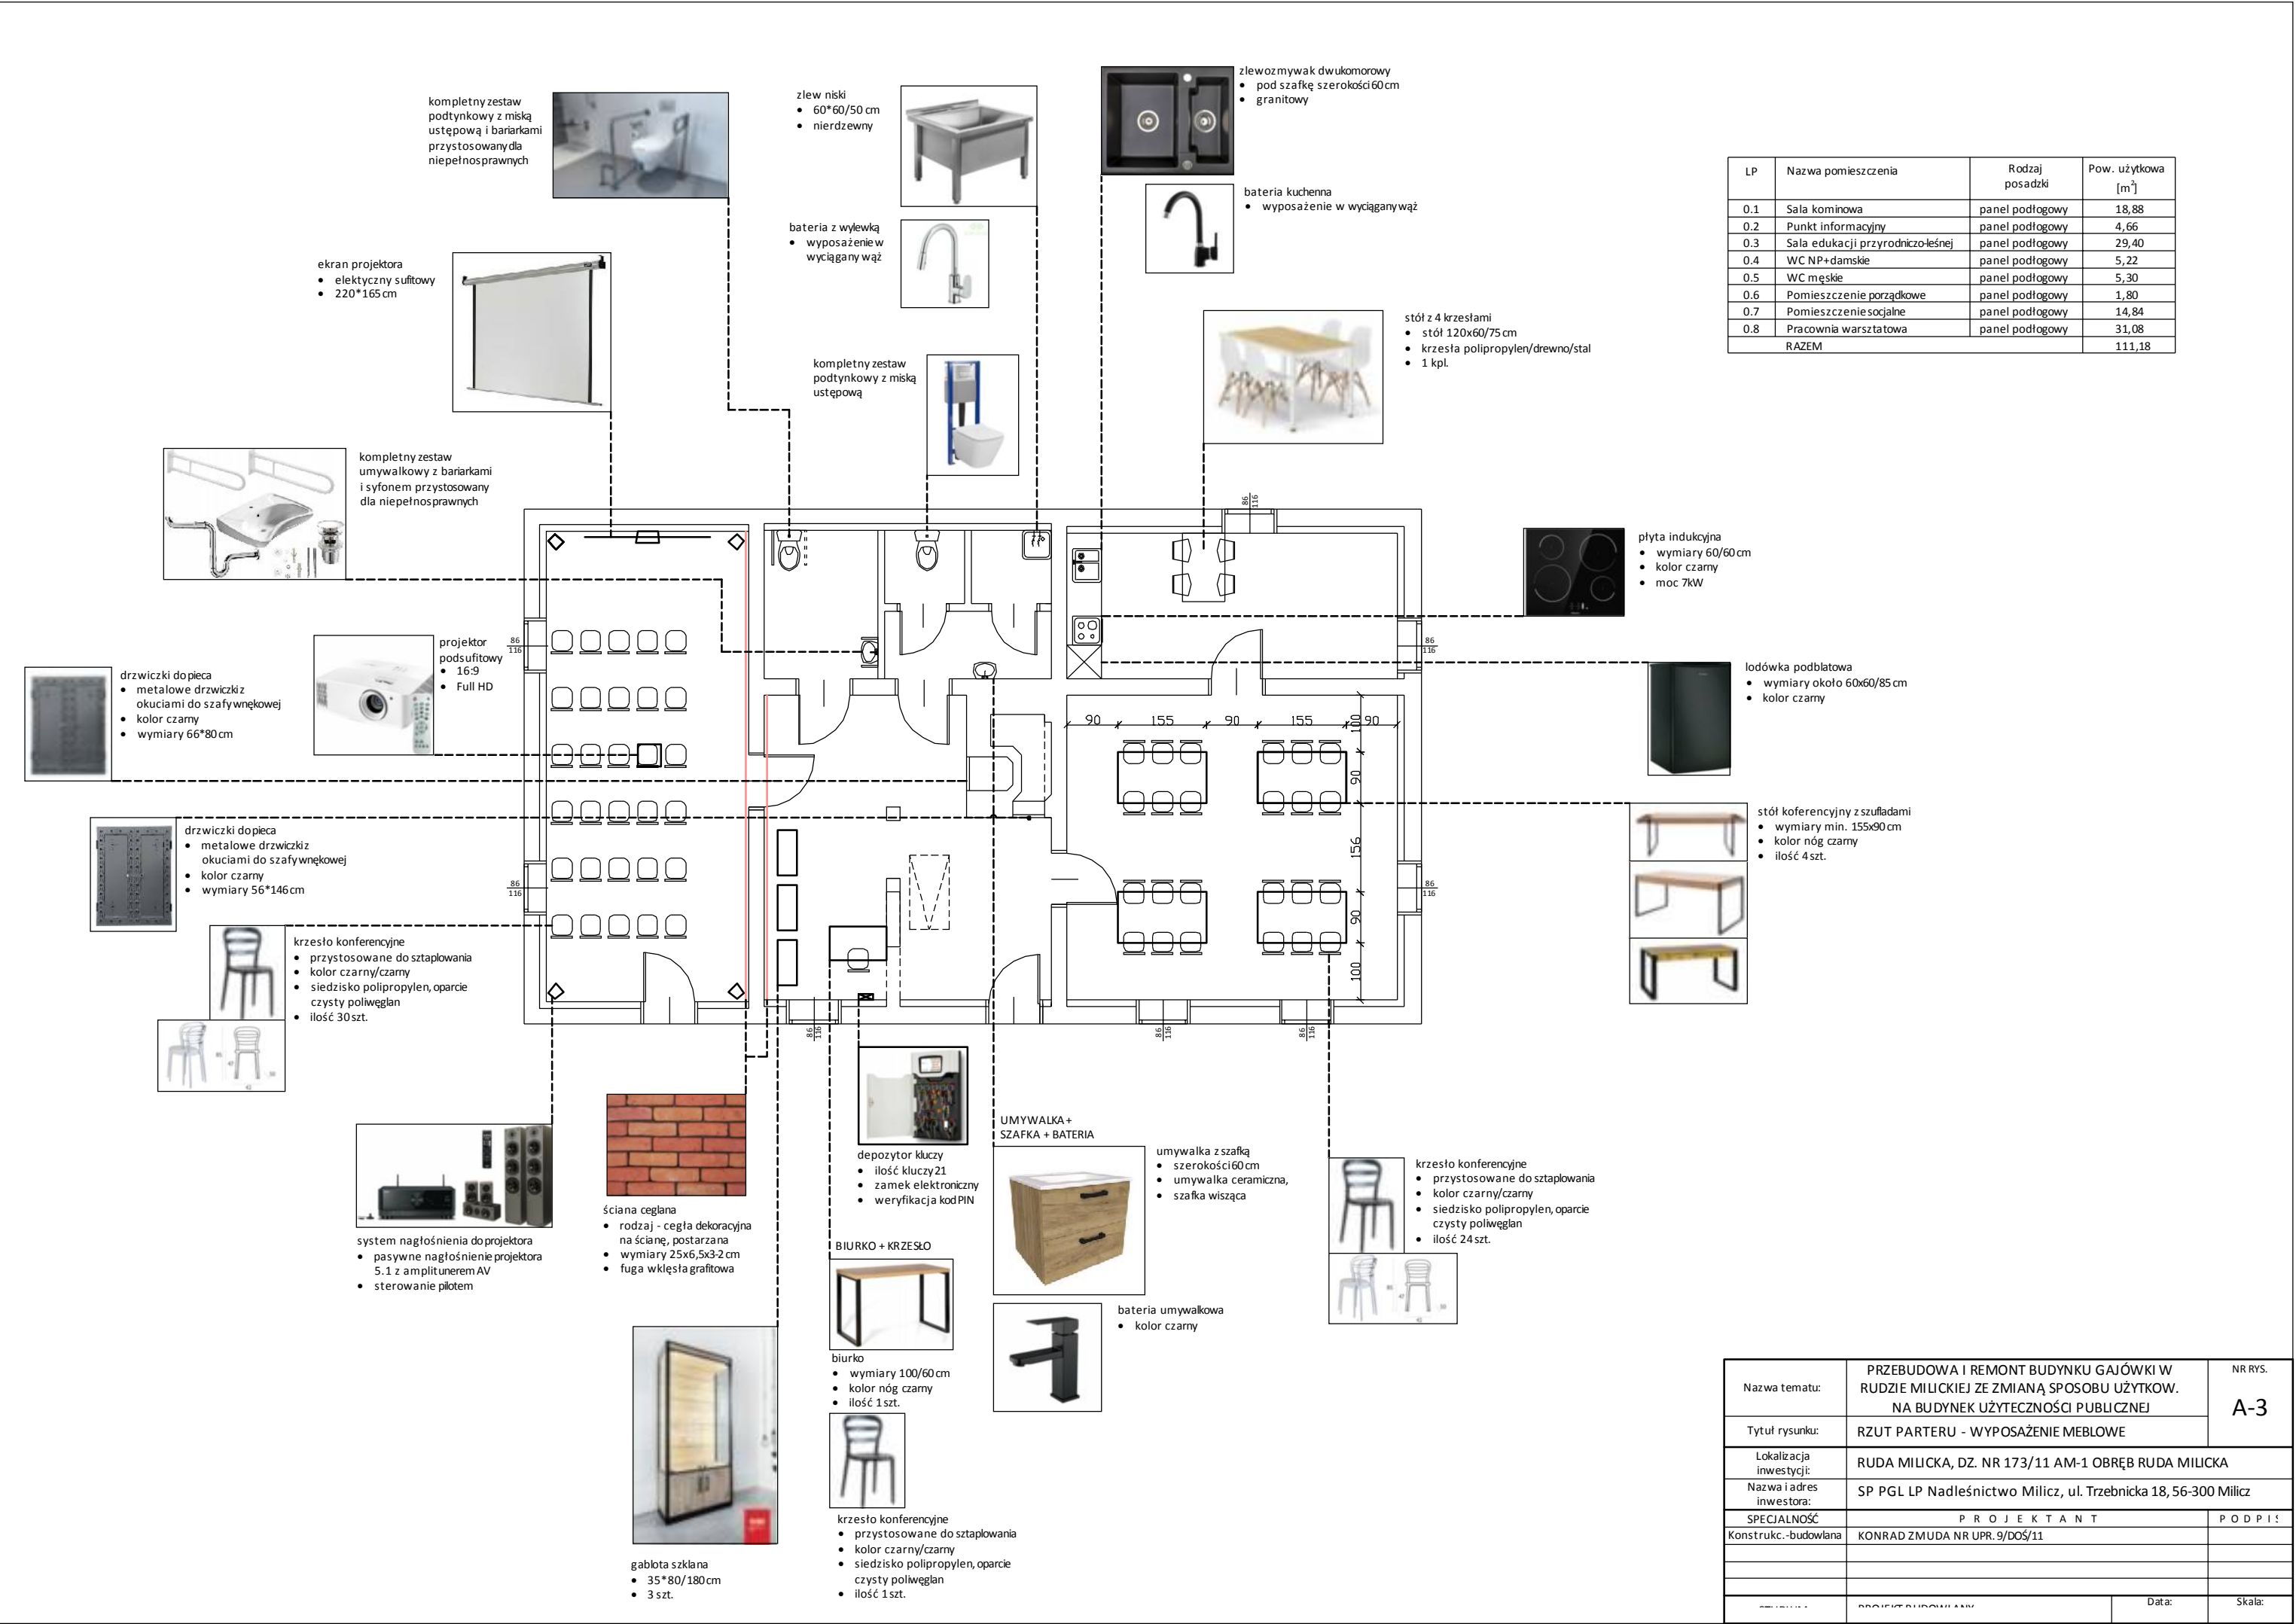 kompletny zestaw
podtynkowy z miską
ustępową i bariarkami
przystosowany dla
niepełnosprawnych
zlew niski
• 60*60/50 cm
• nierdzewny
zlewozmywak dwukomorowy
• pod szafkę szerokości 60 cm
• granitowy
bateria kuchenna
• wyposażenie w wyciągany wąż
bateria z wylewką
• wyposażenie w
wyciągany wąż
ekran projektora
• elektyczny sufitowy
• 220*165 cm
kompletny zestaw
podtynkowy z miską
ustępową
stół z 4 krzesłami
• stół 120x60/75 cm
• krzesła polipropylen/drewno/stal
• 1 kpl.
LP Nazwa pomieszczenia Rodzaj posadzki Pow. użytkowa [m²]
0.1 Sala kominowa panel podłogowy 18,88
0.2 Punkt informacyjny panel podłogowy 4,66
0.3 Sala edukacji przyrodniczo-leśnej panel podłogowy 29,40
0.4 WC NP+damskie panel podłogowy 5,22
0.5 WC męskie panel podłogowy 5,30
0.6 Pomieszczenie porządkowe panel podłogowy 1,80
0.7 Pomieszczenie socjalne panel podłogowy 14,84
0.8 Pracownia warsztatowa panel podłogowy 31,08
RAZEM 111,18
kompletny zestaw
umywalkowy z bariarkami
i syfonem przystosowany
dla niepełnosprawnych
86
116
płyta indukcyjna
• wymiary 60/60 cm
• kolor czarny
• moc 7kW
projektor
podsufitowy
• 16:9
• Full HD
86
116
86
116
drzwiczki do pieca
• metalowe drzwiczki z
okuciami do szafy wnękowej
• kolor czarny
• wymiary 66*80 cm
lodówka podblatowa
• wymiary około 60x60/85 cm
• kolor czarny
90 155 90 155 90
100
90
156
90
100
drzwiczki do pieca
• metalowe drzwiczki z
okuciami do szafy wnękowej
• kolor czarny
• wymiary 56*146 cm
stół koferencyjny z szufladami
• wymiary min. 155x90 cm
• kolor nóg czarny
• ilość 4 szt.
86
116
86
116
krzesło konferencyjne
• przystosowane do sztaplowania
• kolor czarny/czarny
• siedzisko polipropylen, oparcie
czysty poliwęglan
• ilość 30 szt.
86
116
86
116
86
116
system nagłośnienia do projektora
• pasywne nagłośnienie projektora
5.1 z amplitunerem AV
• sterowanie pilotem
ściana ceglana
• rodzaj - cegła dekoracyjna
na ścianę, postarzana
• wymiary 25x6,5x3-2 cm
• fuga wklęsła grafitowa
depozytor kluczy
• ilość kluczy 21
• zamek elektroniczny
• weryfikacja kod PIN
UMYWALKA +
SZAFKA + BATERIA
umywalka z szafką
• szerokości 60 cm
• umywalka ceramiczna,
• szafka wisząca
krzesło konferencyjne
• przystosowane do sztaplowania
• kolor czarny/czarny
• siedzisko polipropylen, oparcie
czysty poliwęglan
• ilość 24 szt.
BIURKO + KRZESŁO
bateria umywalkowa
• kolor czarny
biurko
• wymiary 100/60 cm
• kolor nóg czarny
• ilość 1 szt.
krzesło konferencyjne
• przystosowane do sztaplowania
• kolor czarny/czarny
• siedzisko polipropylen, oparcie
czysty poliwęglan
• ilość 1 szt.
gablota szklana
• 35*80/180 cm
• 3 szt.
Nazwa tematu: PRZEBUDOWA I REMONT BUDYNKU GAJÓWKI W
RUDZIE MILICKIEJ ZE ZMIANĄ SPOSOBU UŻYTKOW.
NA BUDYNEK UŻYTECZNOŚCI PUBLICZNEJ
NR RYS.
A-3
Tytuł rysunku: RZUT PARTERU - WYPOSAŻENIE MEBLOWE
Lokalizacja inwestycji: RUDA MILICKA, DZ. NR 173/11 AM-1 OBRĘB RUDA MILICKA
Nazwa i adres inwestora: SP PGL LP Nadleśnictwo Milicz, ul. Trzebnicka 18, 56-300 Milicz
SPECJALNOŚĆ PROJEKTANT PODPIS
Konstrukc.-budowlana KONRAD ZMUDA NR UPR. 9/DOŚ/11
Data: Skala: